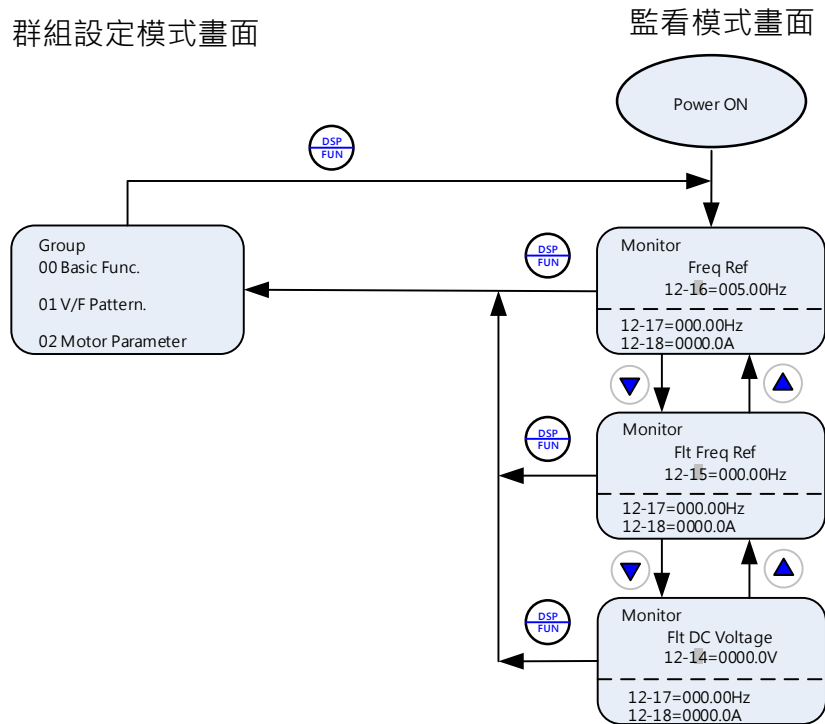 群組設定模式畫面
監看模式畫面
Power ON
DSP
FUN
Group
00 Basic Func.
01 V/F Pattern.
02 Motor Parameter
DSP
FUN
Monitor
Freq Ref
12-16=005.00Hz
12-17=000.00Hz
12-18=0000.0A
DSP
FUN
Monitor
Flt Freq Ref
12-15=000.00Hz
12-17=000.00Hz
12-18=0000.0A
DSP
FUN
Monitor
Flt DC Voltage
12-14=0000.0V
12-17=000.00Hz
12-18=0000.0A